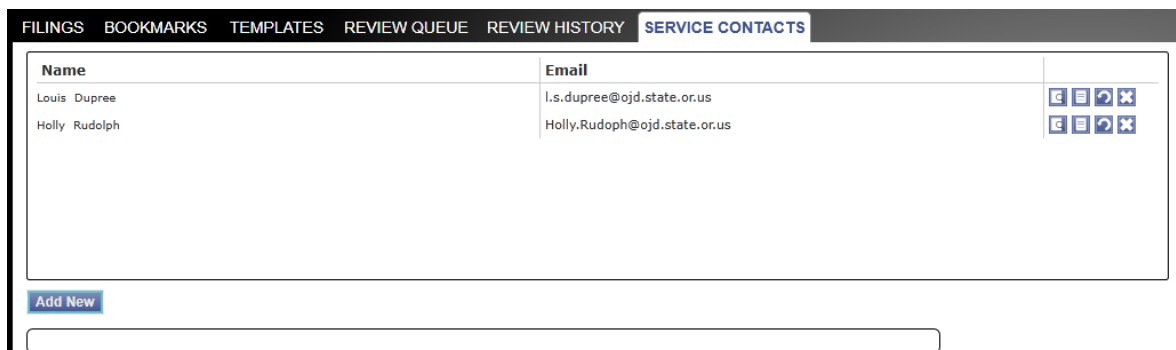 FILINGS BOOKMARKS TEMPLATES REVIEW QUEUE REVIEW HISTORY SERVICE CONTACTS
Name Email
Louis Dupree l.s.dupree@ojd.state.or.us
Holly Rudolph Holly.Rudoph@ojd.state.or.us
Add New